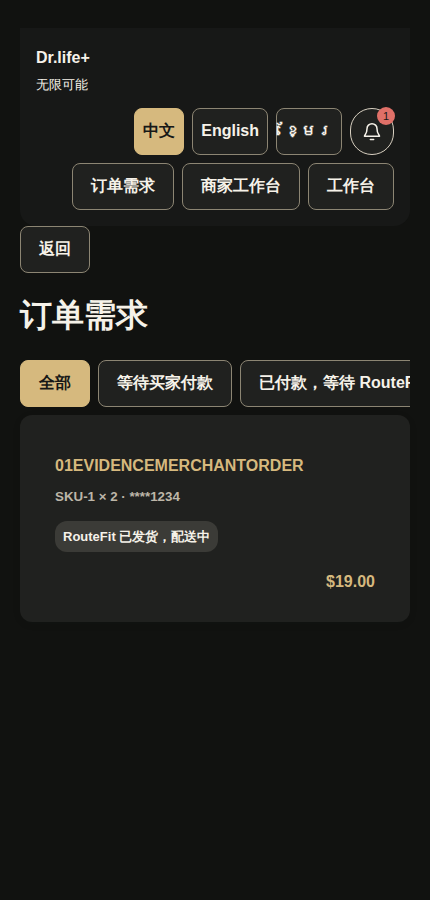 Dr.life+
无限可能
中文
English
ខ្មែរ
1
订单需求
商家工作台
工作台
返回
订单需求
全部
等待买家付款
已付款，等待 RouteF
01EVIDENCEMERCHANTORDER
SKU-1 × 2 · ****1234
RouteFit 已发货，配送中
$19.00